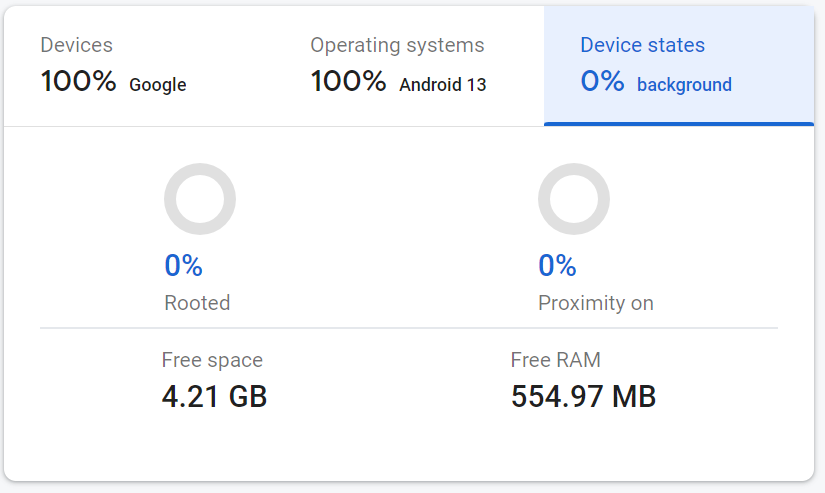 Devices
100% Google
Operating systems
100% Android 13
Device states
0% background
0%
Rooted
0%
Proximity on
Free space
4.21 GB
Free RAM
554.97 MB